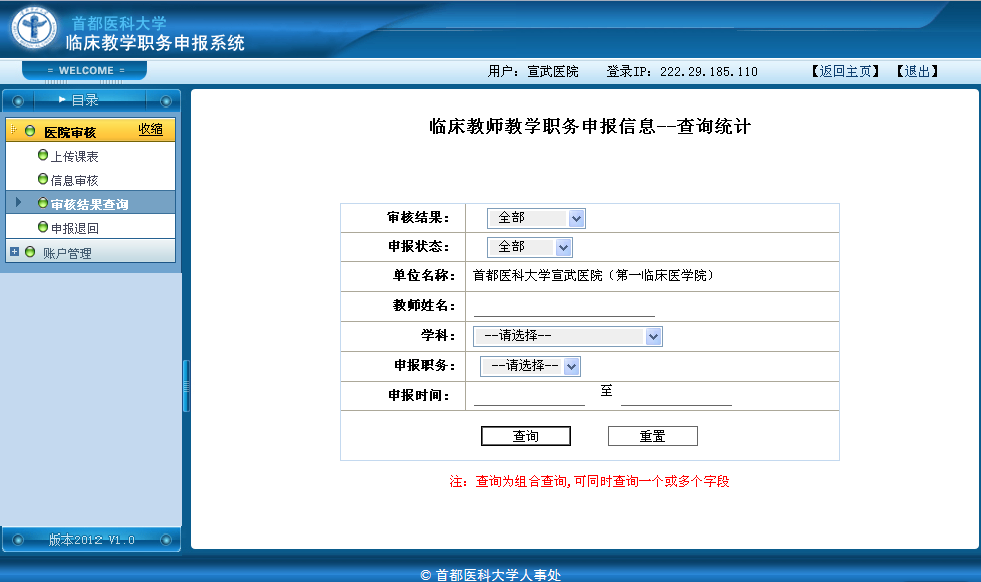 首都医科大学
临床教学职务申报系统
= WELCOME =
用户: 宣武医院 登录IP: 222.29.185.110 【返回主页】 【退出】
目录
医院审核 收缩
上传课表
信息审核
审核结果查询
申报退回
账户管理
版本2012 V1.0
临床教师教学职务申报信息--查询统计
审核结果: 全部
申报状态: 全部
单位名称: 首都医科大学宣武医院（第一临床医学院）
教师姓名:
学科: --请选择--
申报职务: --请选择--
申报时间: 至
查询 重置
注: 查询为组合查询,可同时查询一个或多个字段
© 首都医科大学人事处